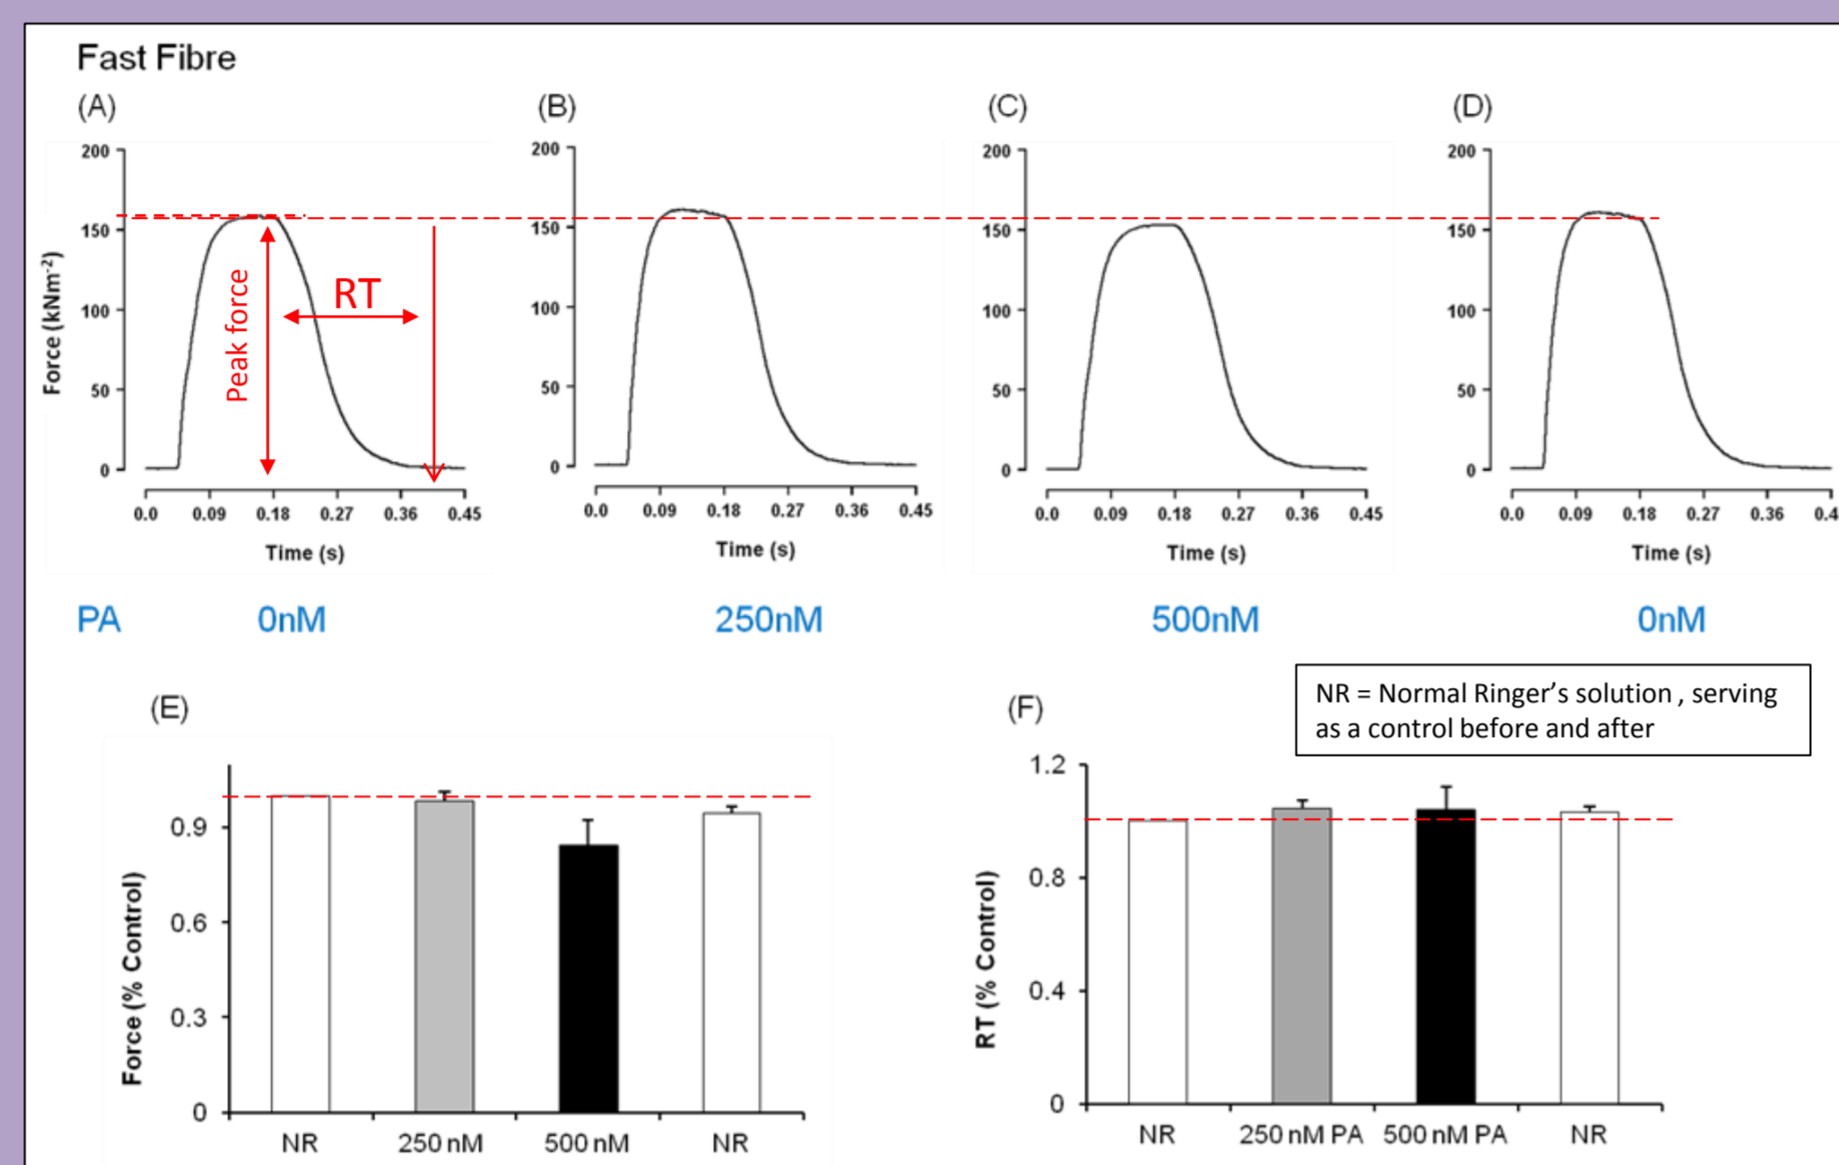 Fast Fibre
(A)
(B)
(C)
(D)
200
150
100
50
0
Force (kNm-2)
Peak force
RT
0.0 0.09 0.18 0.27 0.36 0.45
Time (s)
200
150
100
50
0
0.0 0.09 0.18 0.27 0.36 0.45
Time (s)
200
150
100
50
0
0.0 0.09 0.18 0.27 0.36 0.45
Time (s)
200
150
100
50
0
0.0 0.09 0.18 0.27 0.36 0.4
Time (s)
PA 0nM 250nM 500nM 0nM
NR = Normal Ringer's solution , serving
as a control before and after
(E)
0.9
0.6
0.3
0
Force (% Control)
NR 250 nM 500 nM NR
(F)
1.2
0.8
0.4
0
RT (% Control)
NR 250 nM PA 500 nM PA NR